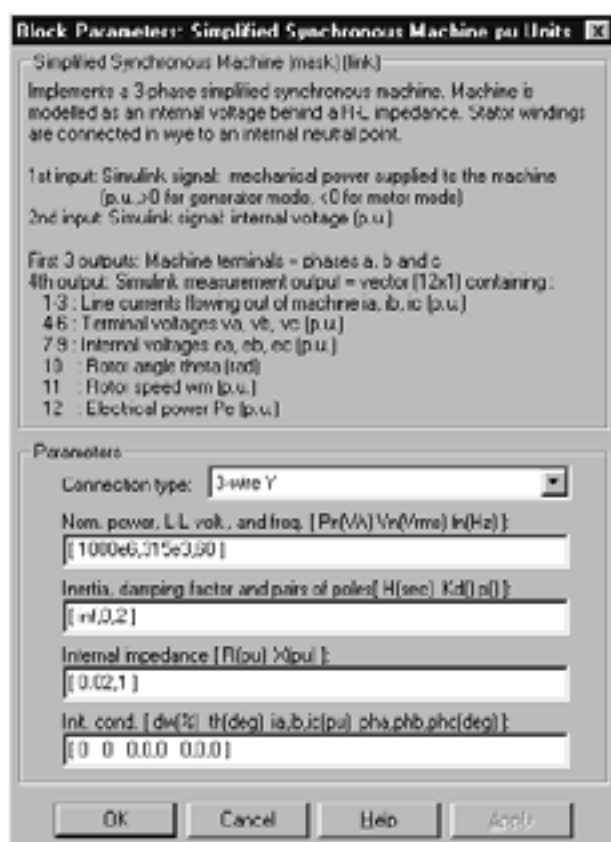 Block Parameters: Simplified Synchronous Machine pu Units
Simplified Synchronous Machine (mask) (link)
Implements a 3-phase simplified synchronous machine. Machine is
modelled as an internal voltage behind a R-L impedance. Stator windings
are connected in wye to an internal neutral point.
1st input: Simulink signal: mechanical power supplied to the machine
(p.u.,>0 for generator mode, <0 for motor mode)
2nd input: Simulink signal: internal voltage (p.u.)
First 3 outputs: Machine terminals = phases a, b and c
4th output: Simulink measurement output = vector (12x1) containing :
1-3 : Line currents flowing out of machine ia, ib, ic (p.u.)
4-6 : Terminal voltages va, vb, vc (p.u.)
7-9 : Internal voltages ea, eb, ec (p.u.)
10 : Rotor angle theta (rad)
11 : Rotor speed wm (p.u.)
12 : Electrical power Pe (p.u.)
Parameters
Connection type: 3-wire Y
Nom. power, L-L volt., and freq. [ Pn(VA) Vn(Vrms) fn(Hz) ]:
[ 1000e6,315e3,60 ]
Inertia, damping factor and pairs of poles[ H(sec) Kd() p()]:
[ inf,0,2 ]
Internal impedance [ R(pu) X(pu) ]:
[ 0.02,1 ]
Init. cond. [ dw(%) th(deg) ia,ib,ic(pu) pha,phb,phc(deg) ]:
[ 0 0 0,0,0 0,0,0 ]
OK Cancel Help Apply